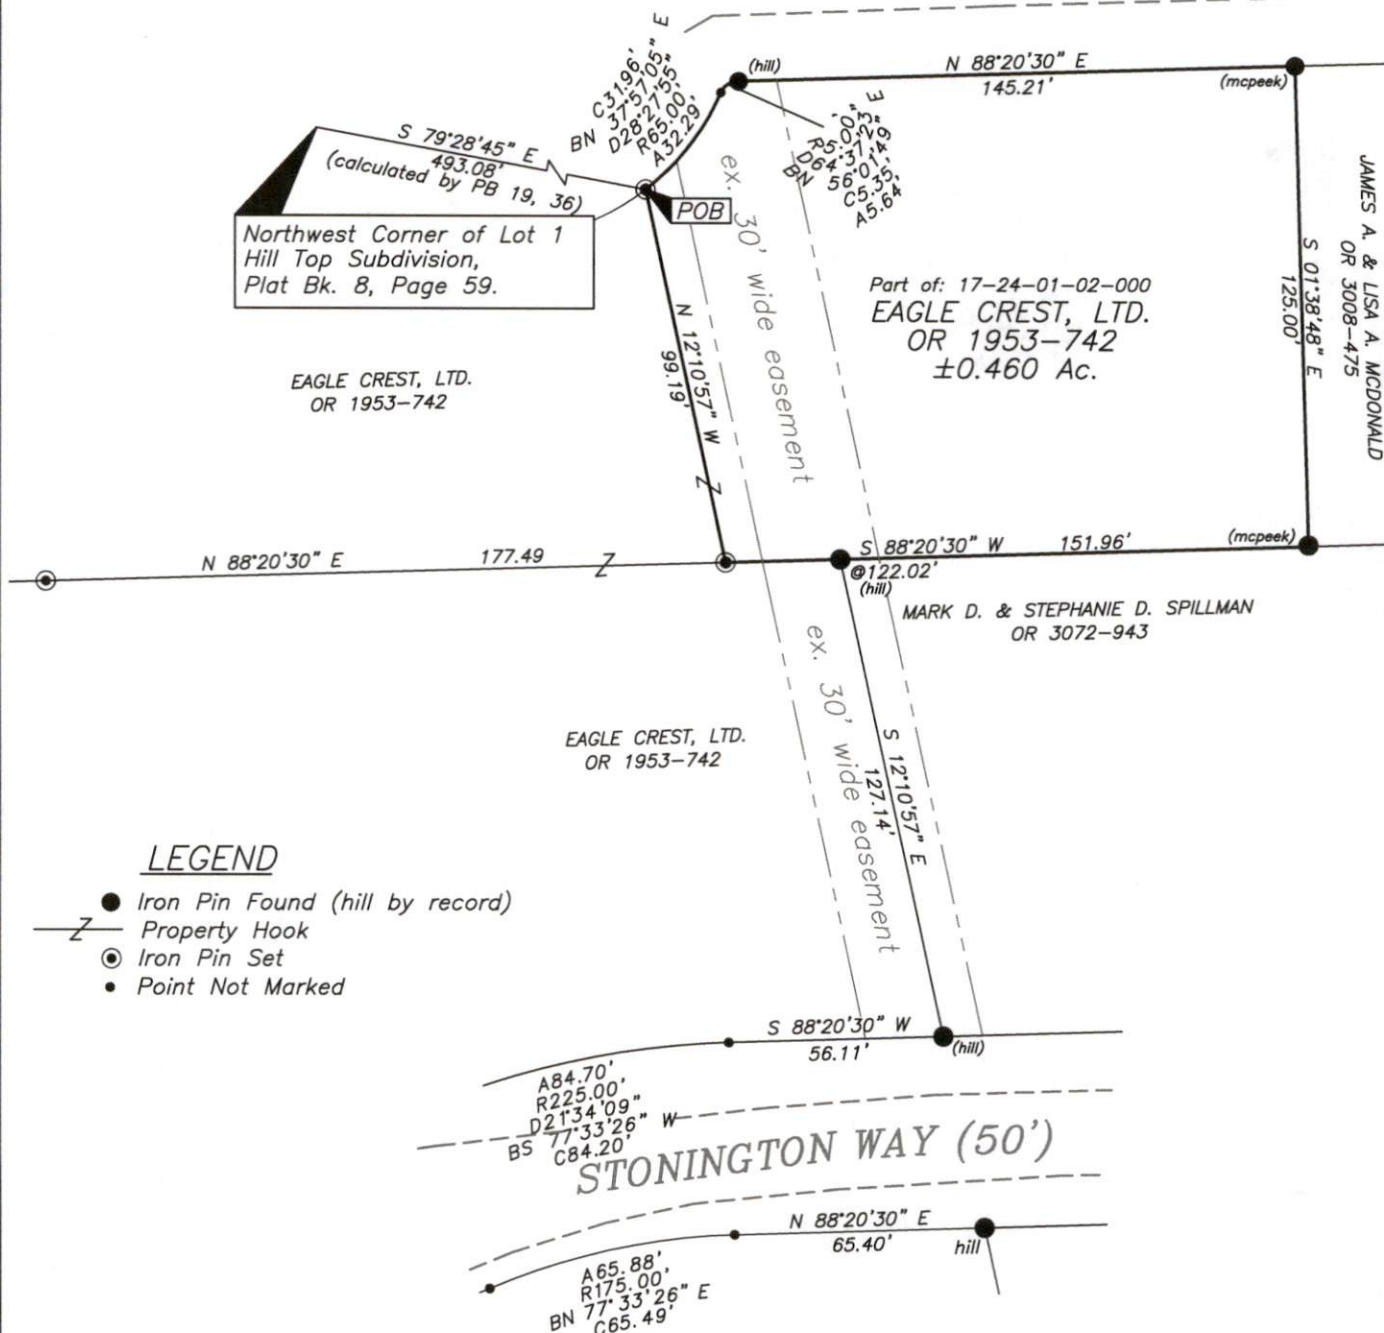 C31.96'
BN 37°57'05" E
D28°27'55"
R65.00'
A32.29'
(hill)
N 88°20'30" E
145.21'
(mcpeek)
R5.00'
D64°37'23"
BN 56°01'49" E
C5.35'
A5.64'
S 79°28'45" E
493.08'
(calculated by PB 19, 36)
POB
Northwest Corner of Lot 1
Hill Top Subdivision,
Plat Bk. 8, Page 59.
ex. 30' wide easement
Part of: 17-24-01-02-000
EAGLE CREST, LTD.
OR 1953-742
±0.460 Ac.
S 01°38'48" E
125.00'
JAMES A. & LISA A. MCDONALD
OR 3008-475
N 12°10'57" W
99.19'
EAGLE CREST, LTD.
OR 1953-742
Z
N 88°20'30" E 177.49
Z
S 88°20'30" W 151.96'
(mcpeek)
@122.02'
(hill)
MARK D. & STEPHANIE D. SPILLMAN
OR 3072-943
ex. 30' wide easement
S 12°10'57" E
127.14'
EAGLE CREST, LTD.
OR 1953-742
LEGEND
Iron Pin Found (hill by record)
Z Property Hook
Iron Pin Set
Point Not Marked
S 88°20'30" W
56.11'
(hill)
A84.70'
R225.00'
D21°34'09"
BS 77°33'26" W
C84.20'
STONINGTON WAY (50')
N 88°20'30" E
65.40'
hill
A65.88'
R175.00'
BN 77°33'26" E
C65.49'